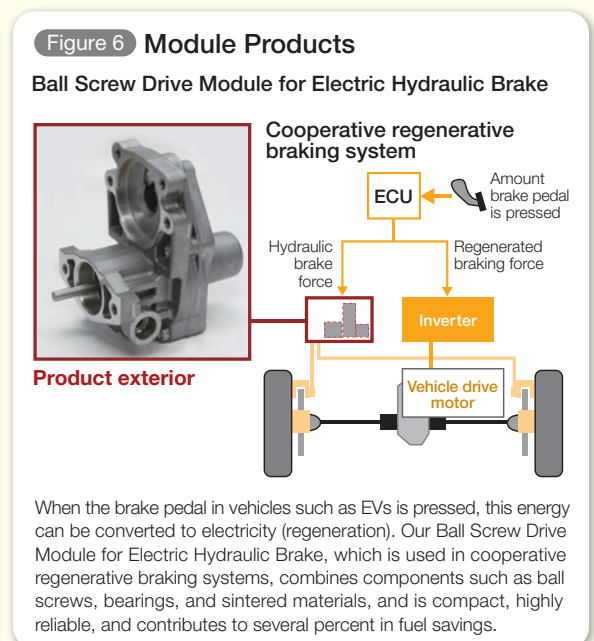 Figure 6 Module Products
Ball Screw Drive Module for Electric Hydraulic Brake
Cooperative regenerative
braking system
ECU
Amount
brake pedal
is pressed
Hydraulic
brake
force
Regenerated
braking force
Inverter
Product exterior
Vehicle drive
motor
When the brake pedal in vehicles such as EVs is pressed, this energy
can be converted to electricity (regeneration). Our Ball Screw Drive
Module for Electric Hydraulic Brake, which is used in cooperative
regenerative braking systems, combines components such as ball
screws, bearings, and sintered materials, and is compact, highly
reliable, and contributes to several percent in fuel savings.